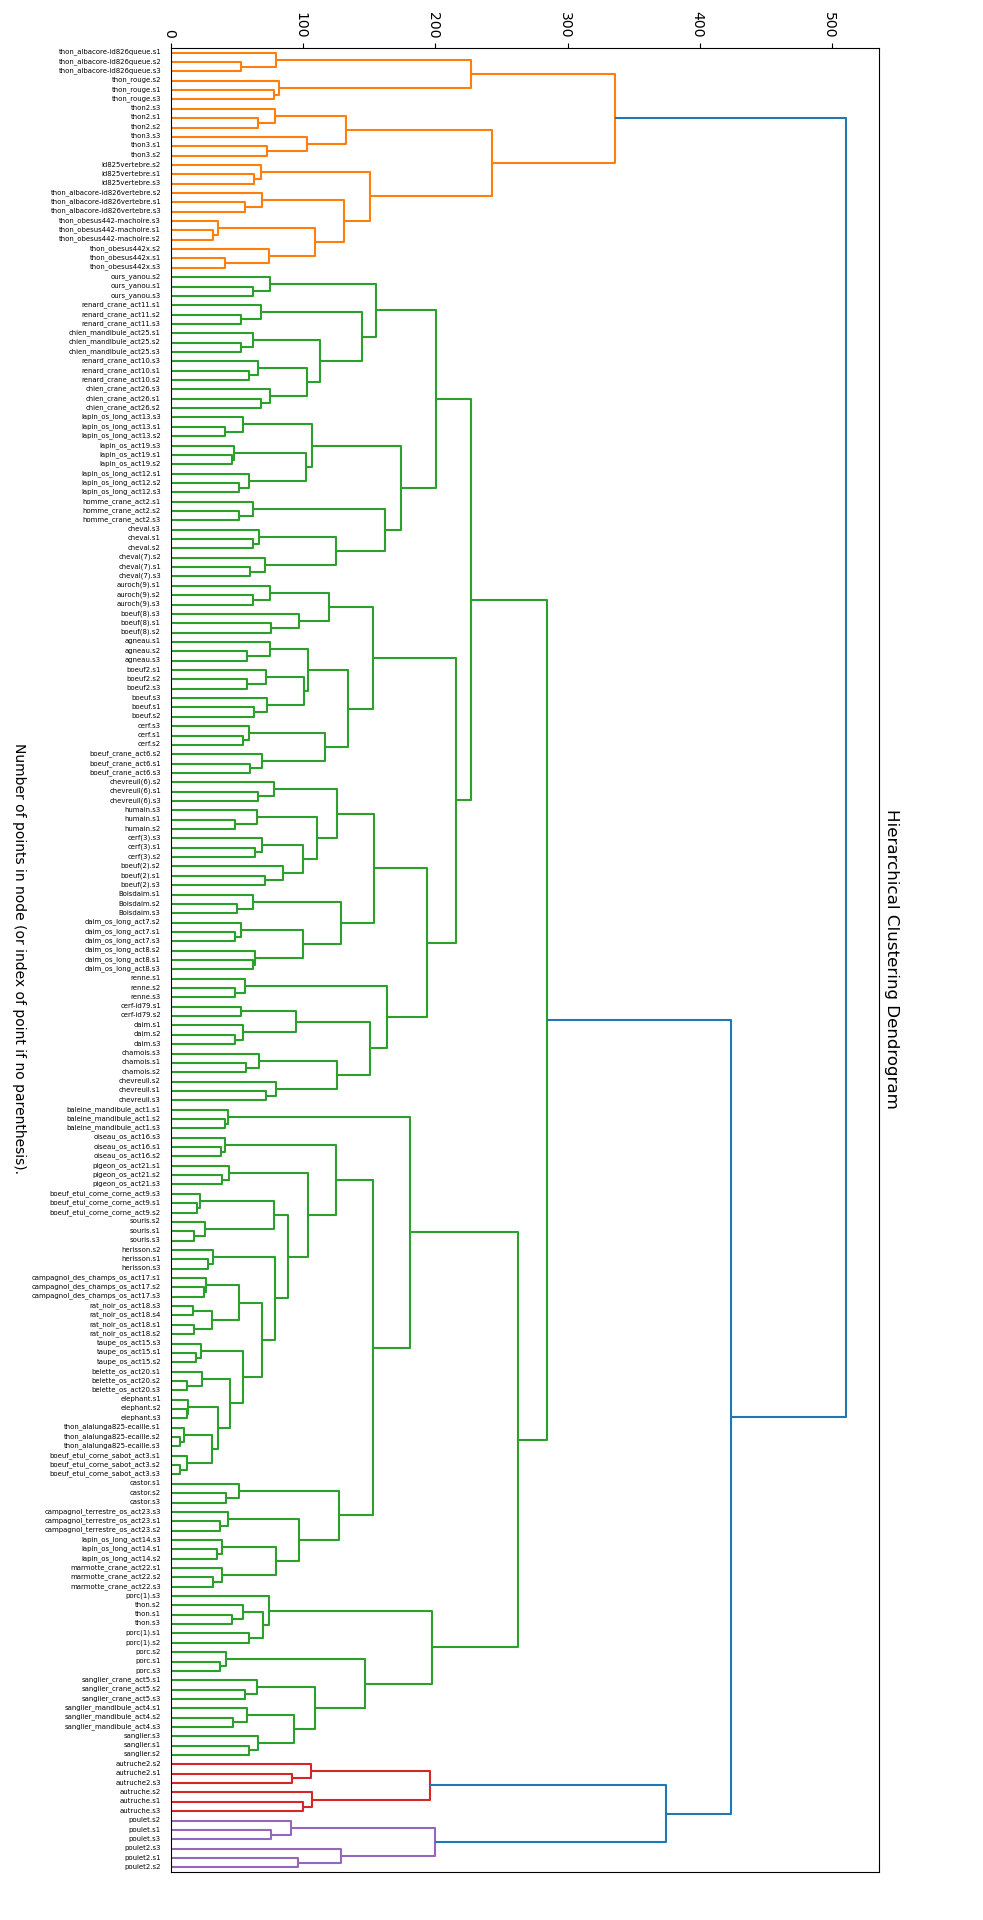 0
100
200
300
400
500
thon_albacore-id826queue.s1
thon_albacore-id826queue.s2
thon_albacore-id826queue.s3
thon_rouge.s2
thon_rouge.s1
thon_rouge.s3
thon2.s3
thon2.s1
thon2.s2
thon3.s3
thon3.s1
thon3.s2
id825vertebre.s2
id825vertebre.s1
id825vertebre.s3
thon_albacore-id826vertebre.s2
thon_albacore-id826vertebre.s1
thon_albacore-id826vertebre.s3
thon_obesus442-machoire.s3
thon_obesus442-machoire.s1
thon_obesus442-machoire.s2
thon_obesus442x.s2
thon_obesus442x.s1
thon_obesus442x.s3
ours_yanou.s2
ours_yanou.s1
ours_yanou.s3
renard_crane_act11.s1
renard_crane_act11.s2
renard_crane_act11.s3
chien_mandibule_act25.s1
chien_mandibule_act25.s2
chien_mandibule_act25.s3
renard_crane_act10.s3
renard_crane_act10.s1
renard_crane_act10.s2
chien_crane_act26.s3
chien_crane_act26.s1
chien_crane_act26.s2
lapin_os_long_act13.s3
lapin_os_long_act13.s1
lapin_os_long_act13.s2
lapin_os_act19.s3
lapin_os_act19.s1
lapin_os_act19.s2
lapin_os_long_act12.s1
lapin_os_long_act12.s2
lapin_os_long_act12.s3
homme_crane_act2.s1
homme_crane_act2.s2
homme_crane_act2.s3
cheval.s3
cheval.s1
cheval.s2
cheval(7).s2
cheval(7).s1
cheval(7).s3
auroch(9).s1
auroch(9).s2
auroch(9).s3
boeuf(8).s3
boeuf(8).s1
boeuf(8).s2
agneau.s1
agneau.s2
agneau.s3
boeuf2.s1
boeuf2.s2
boeuf2.s3
boeuf.s3
boeuf.s1
boeuf.s2
cerf.s3
cerf.s1
cerf.s2
boeuf_crane_act6.s2
boeuf_crane_act6.s1
boeuf_crane_act6.s3
chevreuil(6).s2
chevreuil(6).s1
chevreuil(6).s3
humain.s3
humain.s1
humain.s2
cerf(3).s3
cerf(3).s1
cerf(3).s2
boeuf(2).s2
boeuf(2).s1
boeuf(2).s3
Boisdaim.s1
Boisdaim.s2
Boisdaim.s3
daim_os_long_act7.s2
daim_os_long_act7.s1
daim_os_long_act7.s3
daim_os_long_act8.s2
daim_os_long_act8.s1
daim_os_long_act8.s3
renne.s1
renne.s2
renne.s3
cerf-id79.s1
cerf-id79.s2
daim.s1
daim.s2
daim.s3
chamois.s3
chamois.s1
chamois.s2
chevreuil.s2
chevreuil.s1
chevreuil.s3
baleine_mandibule_act1.s1
baleine_mandibule_act1.s2
baleine_mandibule_act1.s3
oiseau_os_act16.s3
oiseau_os_act16.s1
oiseau_os_act16.s2
pigeon_os_act21.s1
pigeon_os_act21.s2
pigeon_os_act21.s3
boeuf_etui_corne_corne_act9.s3
boeuf_etui_corne_corne_act9.s1
boeuf_etui_corne_corne_act9.s2
souris.s2
souris.s1
souris.s3
herisson.s2
herisson.s1
herisson.s3
campagnol_des_champs_os_act17.s1
campagnol_des_champs_os_act17.s2
campagnol_des_champs_os_act17.s3
rat_noir_os_act18.s3
rat_noir_os_act18.s4
rat_noir_os_act18.s1
rat_noir_os_act18.s2
taupe_os_act15.s3
taupe_os_act15.s1
taupe_os_act15.s2
belette_os_act20.s1
belette_os_act20.s2
belette_os_act20.s3
elephant.s1
elephant.s2
elephant.s3
thon_alalunga825-ecaille.s1
thon_alalunga825-ecaille.s2
thon_alalunga825-ecaille.s3
boeuf_etui_corne_sabot_act3.s1
boeuf_etui_corne_sabot_act3.s2
boeuf_etui_corne_sabot_act3.s3
castor.s1
castor.s2
castor.s3
campagnol_terrestre_os_act23.s3
campagnol_terrestre_os_act23.s1
campagnol_terrestre_os_act23.s2
lapin_os_long_act14.s3
lapin_os_long_act14.s1
lapin_os_long_act14.s2
marmotte_crane_act22.s1
marmotte_crane_act22.s2
marmotte_crane_act22.s3
porc(1).s3
thon.s2
thon.s1
thon.s3
porc(1).s1
porc(1).s2
porc.s2
porc.s1
porc.s3
sanglier_crane_act5.s1
sanglier_crane_act5.s2
sanglier_crane_act5.s3
sanglier_mandibule_act4.s1
sanglier_mandibule_act4.s2
sanglier_mandibule_act4.s3
sanglier.s3
sanglier.s1
sanglier.s2
autruche2.s2
autruche2.s1
autruche2.s3
autruche.s2
autruche.s1
autruche.s3
poulet.s2
poulet.s1
poulet.s3
poulet2.s3
poulet2.s1
poulet2.s2
Number of points in node (or index of point if no parenthesis).
Hierarchical Clustering Dendrogram